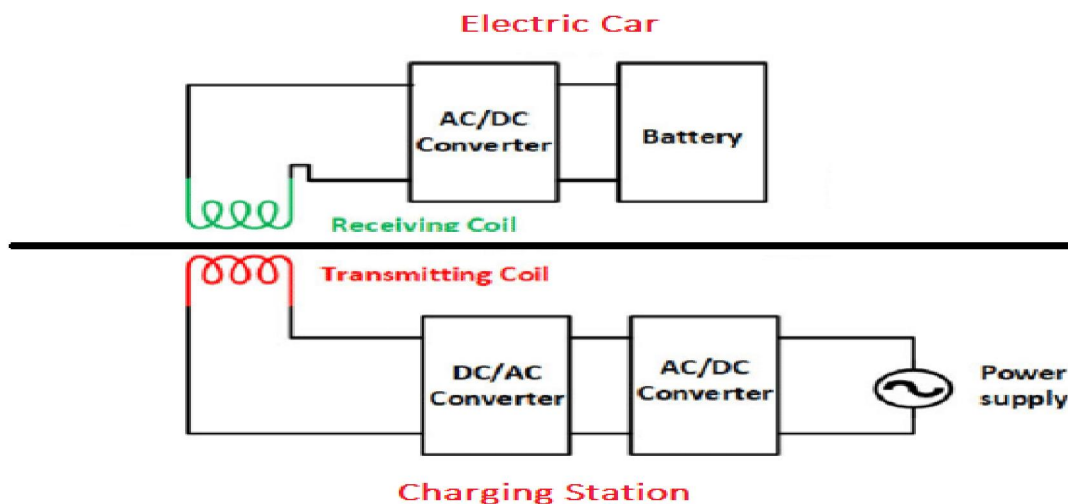 Electric Car
AC/DC
Converter
Battery
Receiving Coil
Transmitting Coil
DC/AC
Converter
AC/DC
Converter
Power
supply
Charging Station